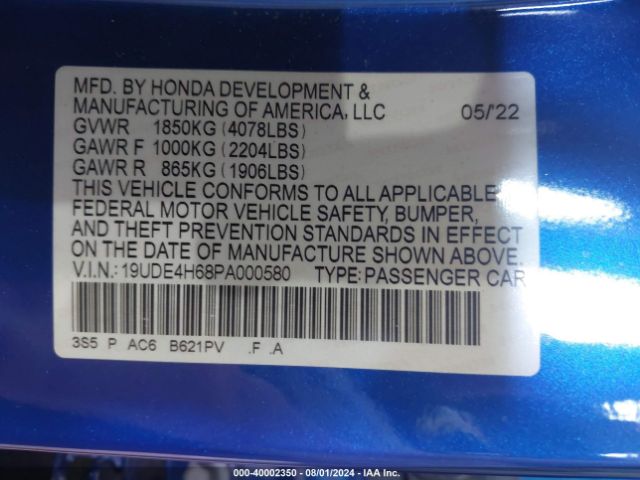 MFD. BY HONDA DEVELOPMENT &
MANUFACTURING OF AMERICA, LLC 05/'22
GVWR 1850KG (4078LBS)
GAWR F 1000KG (2204LBS)
GAWR R 865KG (1906LBS)
THIS VEHICLE CONFORMS TO ALL APPLICABLE
FEDERAL MOTOR VEHICLE SAFETY, BUMPER,
AND THEFT PREVENTION STANDARDS IN EFFECT
ON THE DATE OF MANUFACTURE SHOWN ABOVE.
V.I.N.:19UDE4H68PA000580 TYPE:PASSENGER CAR
3S5 P AC6 B621PV .F .A
000-40002350 - 08/01/2024 - IAA Inc.